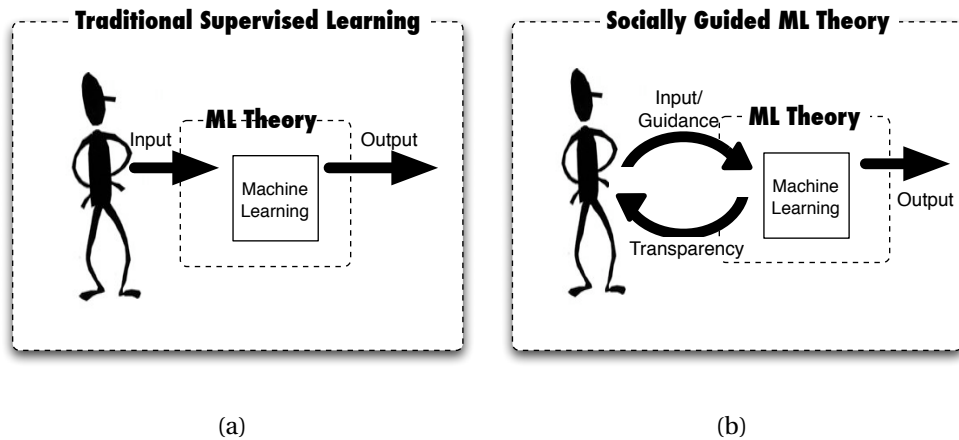 Traditional Supervised Learning
ML Theory
Input
Output
Machine
Learning
(a)
Socially Guided ML Theory
Input/
Guidance
ML Theory
Machine
Learning
Output
Transparency
(b)